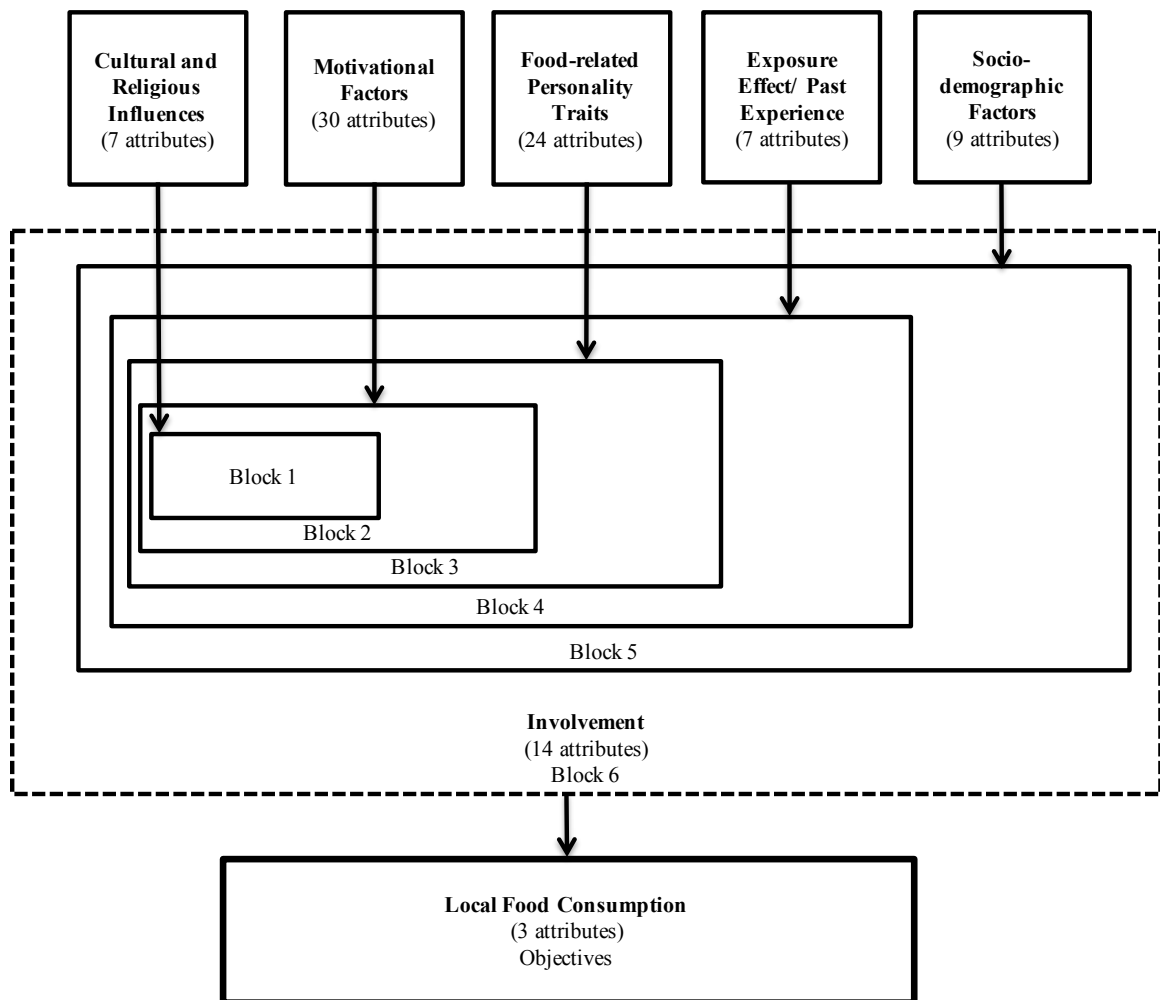 Cultural and
Religious
Influences
(7 attributes)
Motivational
Factors
(30 attributes)
Food-related
Personality
Traits
(24 attributes)
Exposure
Effect/ Past
Experience
(7 attributes)
Socio-
demographic
Factors
(9 attributes)
Block 1
Block 2
Block 3
Block 4
Block 5
Involvement
(14 attributes)
Block 6
Local Food Consumption
(3 attributes)
Objectives